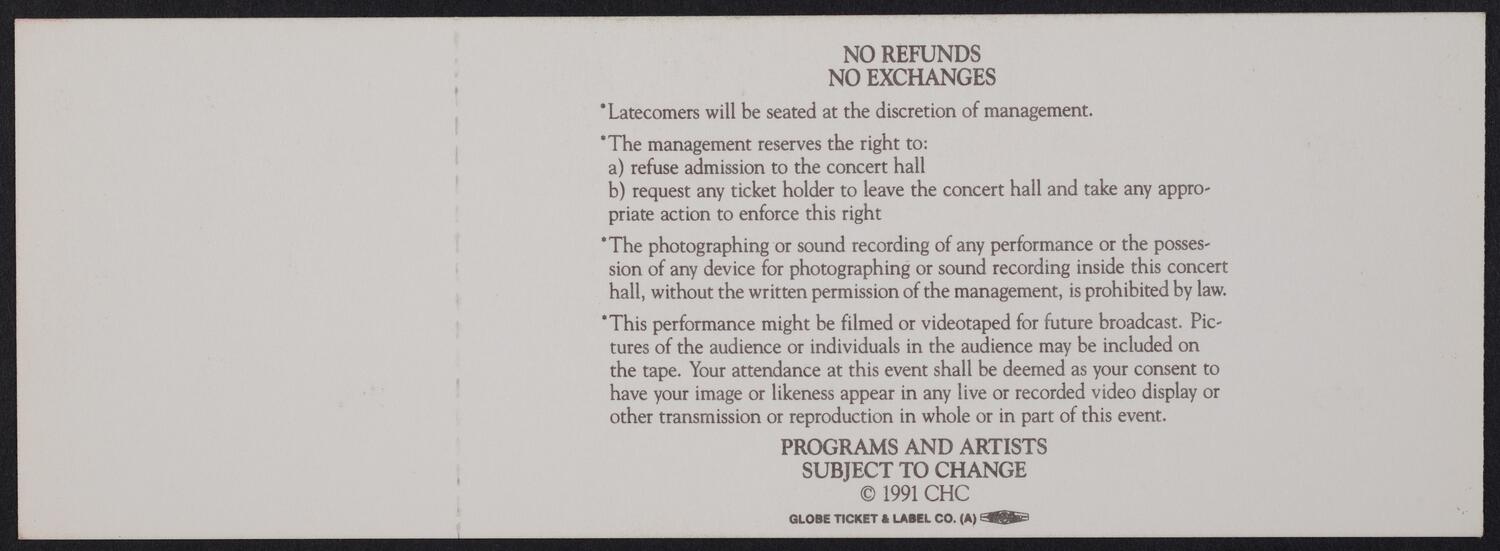 NO REFUNDS
NO EXCHANGES
*Latecomers will be seated at the discretion of management.
*The management reserves the right to:
a) refuse admission to the concert hall
b) request any ticket holder to leave the concert hall and take any appro-
priate action to enforce this right
*The photographing or sound recording of any performance or the posses-
sion of any device for photographing or sound recording inside this concert
hall, without the written permission of the management, is prohibited by law.
*This performance might be filmed or videotaped for future broadcast. Pic-
tures of the audience or individuals in the audience may be included on
the tape. Your attendance at this event shall be deemed as your consent to
have your image or likeness appear in any live or recorded video display or
other transmission or reproduction in whole or in part of this event.
PROGRAMS AND ARTISTS
SUBJECT TO CHANGE
© 1991 CHC
GLOBE TICKET & LABEL CO. (A)